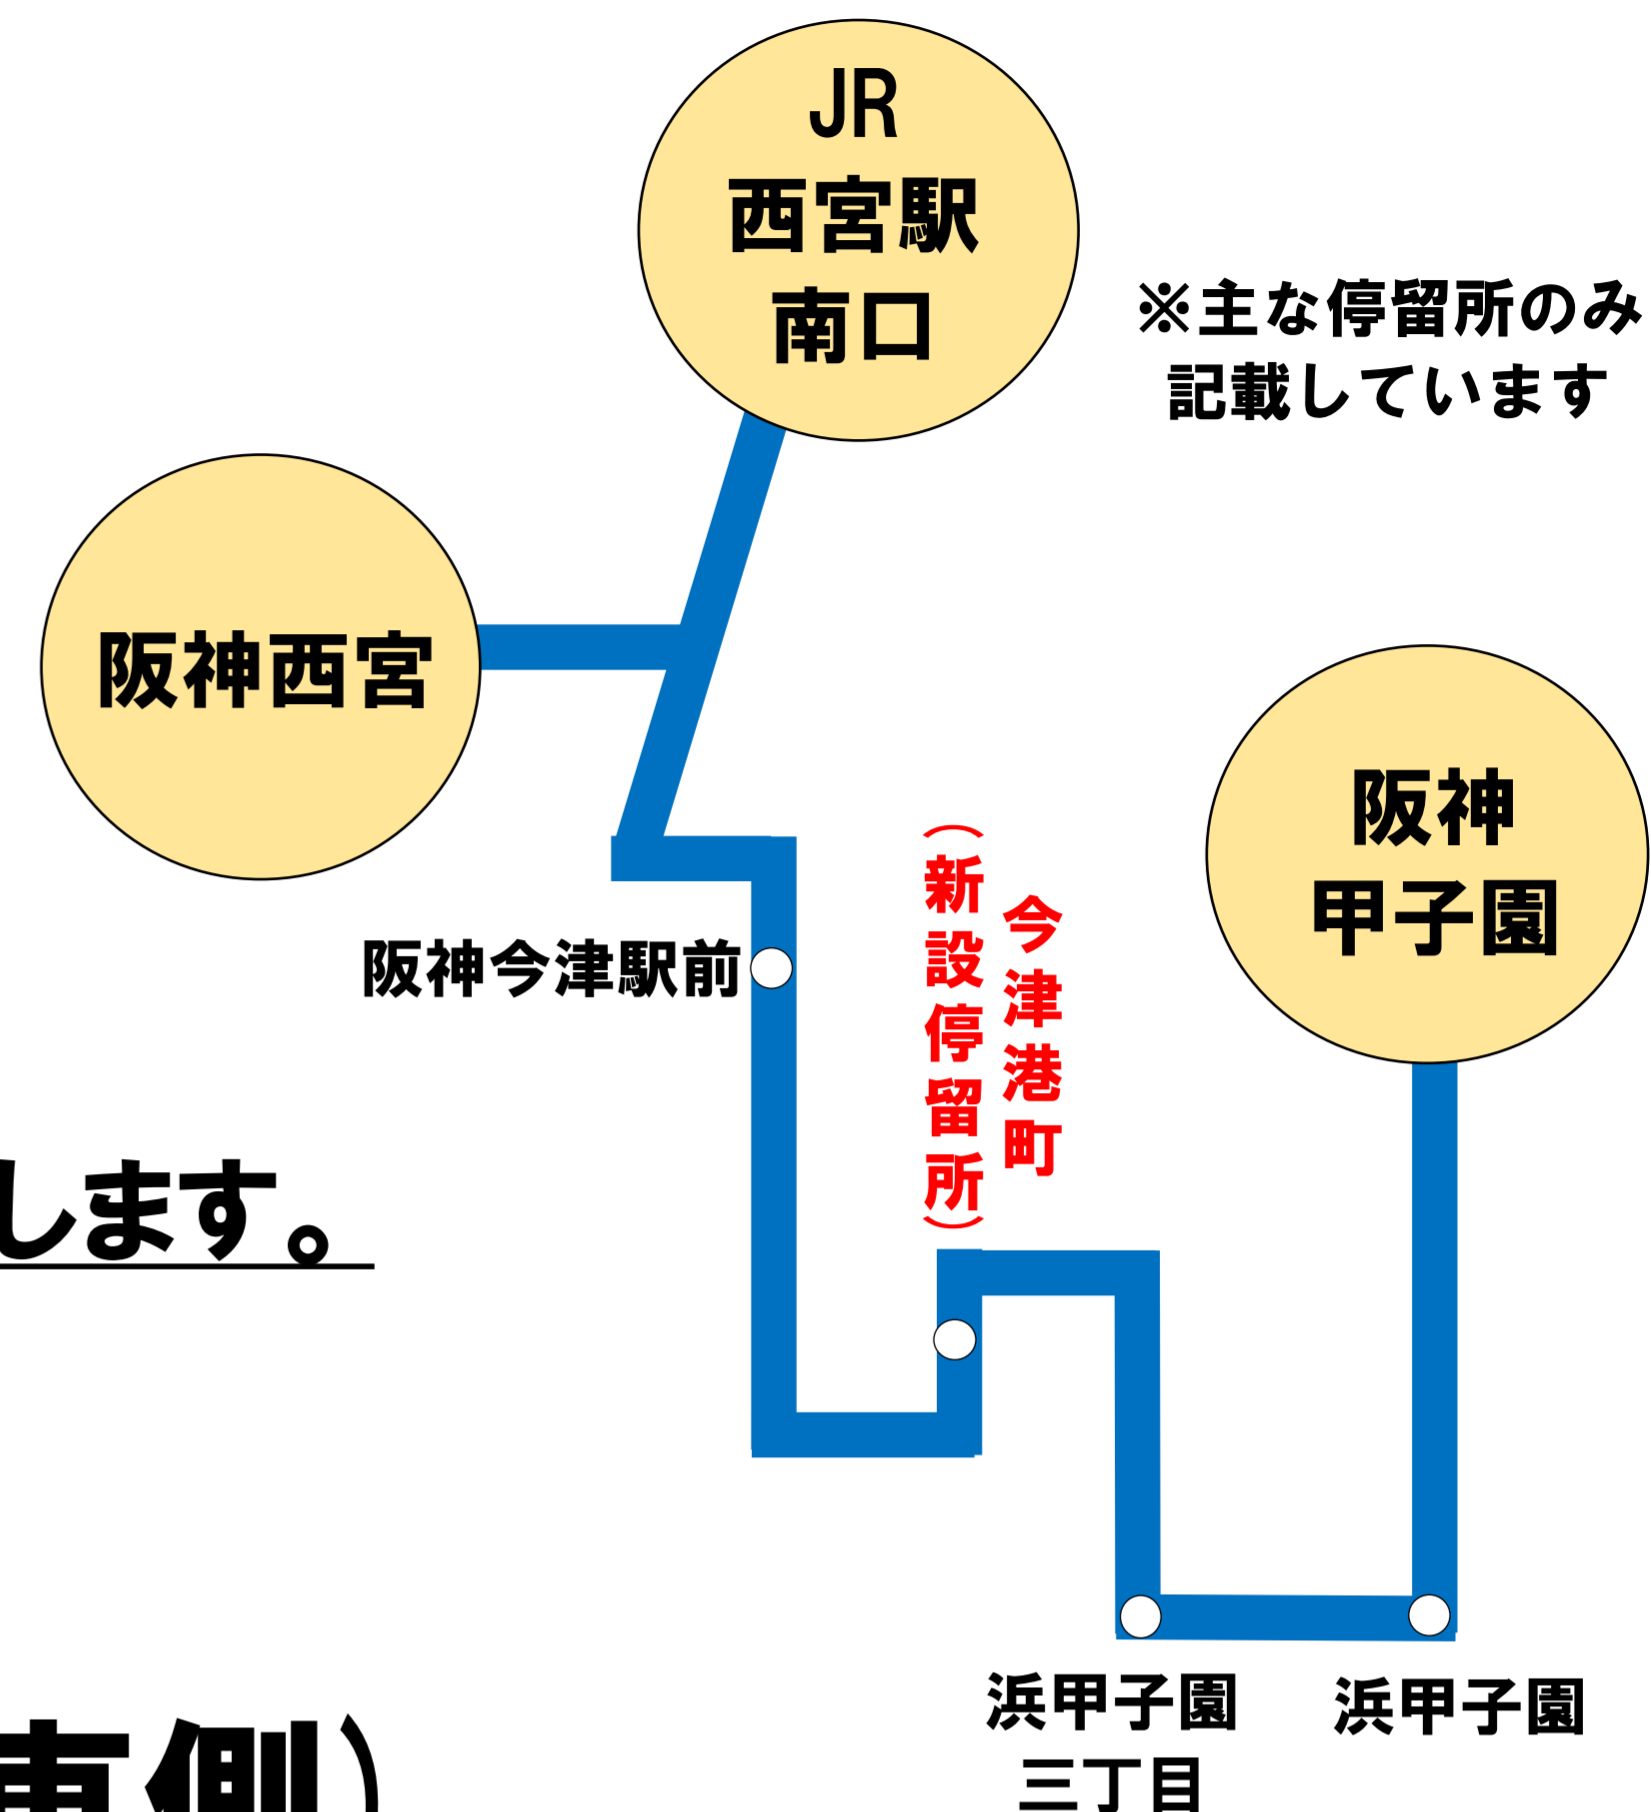 JR
西宮駅
南口
※主な停留所のみ
記載しています
阪神西宮
阪神
甲子園
阪神今津駅前
今津港町
（新設停留所）
します。
東側）
浜甲子園
三丁目
浜甲子園